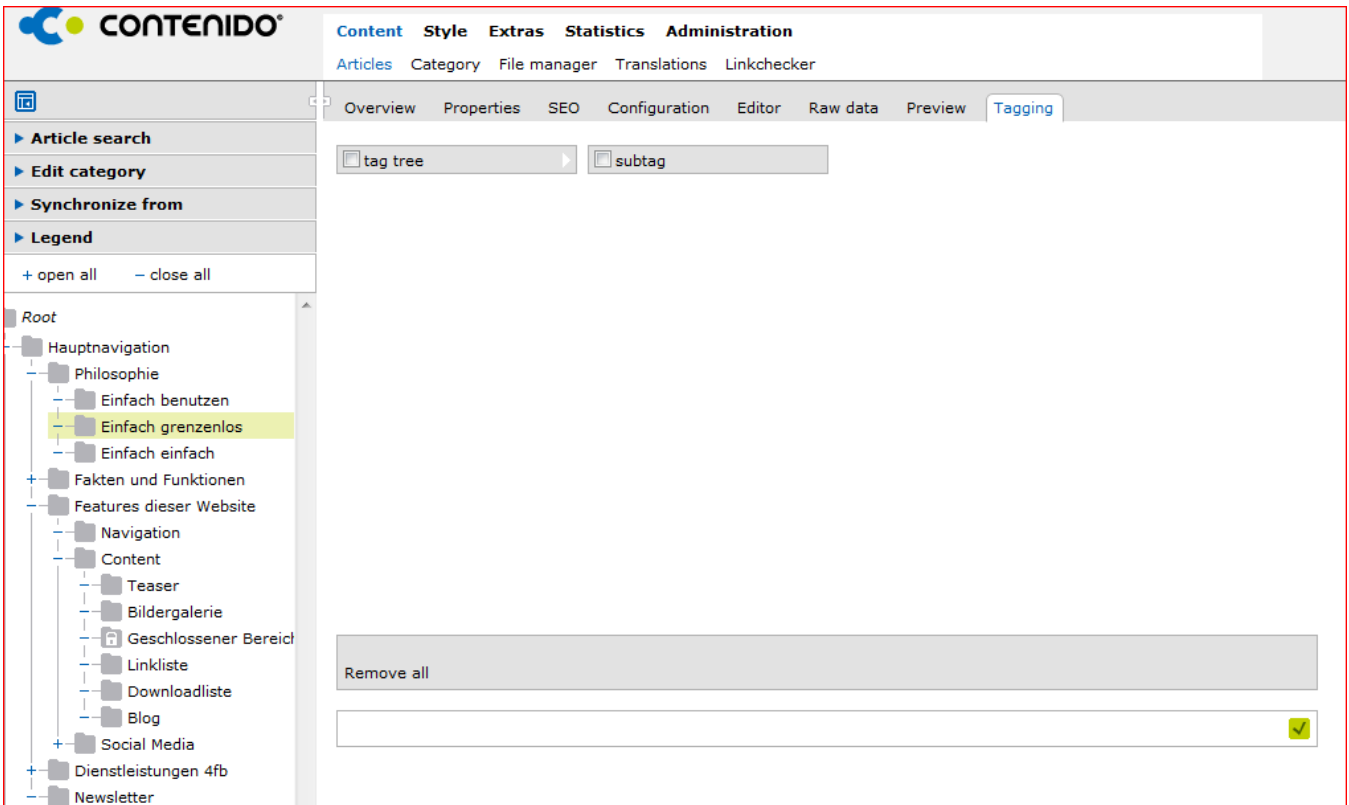 CONTENIDO®
Content Style Extras Statistics Administration
Articles Category File manager Translations Linkchecker
Overview Properties SEO Configuration Editor Raw data Preview Tagging
Article search
Edit category
Synchronize from
Legend
+ open all – close all
tag tree
subtag
Root
Hauptnavigation
Philosophie
Einfach benutzen
Einfach grenzenlos
Einfach einfach
Fakten und Funktionen
Features dieser Website
Navigation
Content
Teaser
Bildergalerie
Geschlossener Bereich
Linkliste
Downloadliste
Blog
Social Media
Dienstleistungen 4fb
Newsletter
Remove all